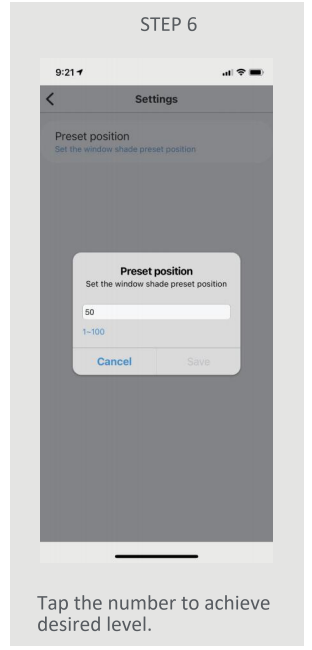 STEP 6
9:21
Settings
Preset position
Set the window shade preset position
Preset position
Set the window shade preset position
50
1~100
Cancel
Save
Tap the number to achieve
desired level.